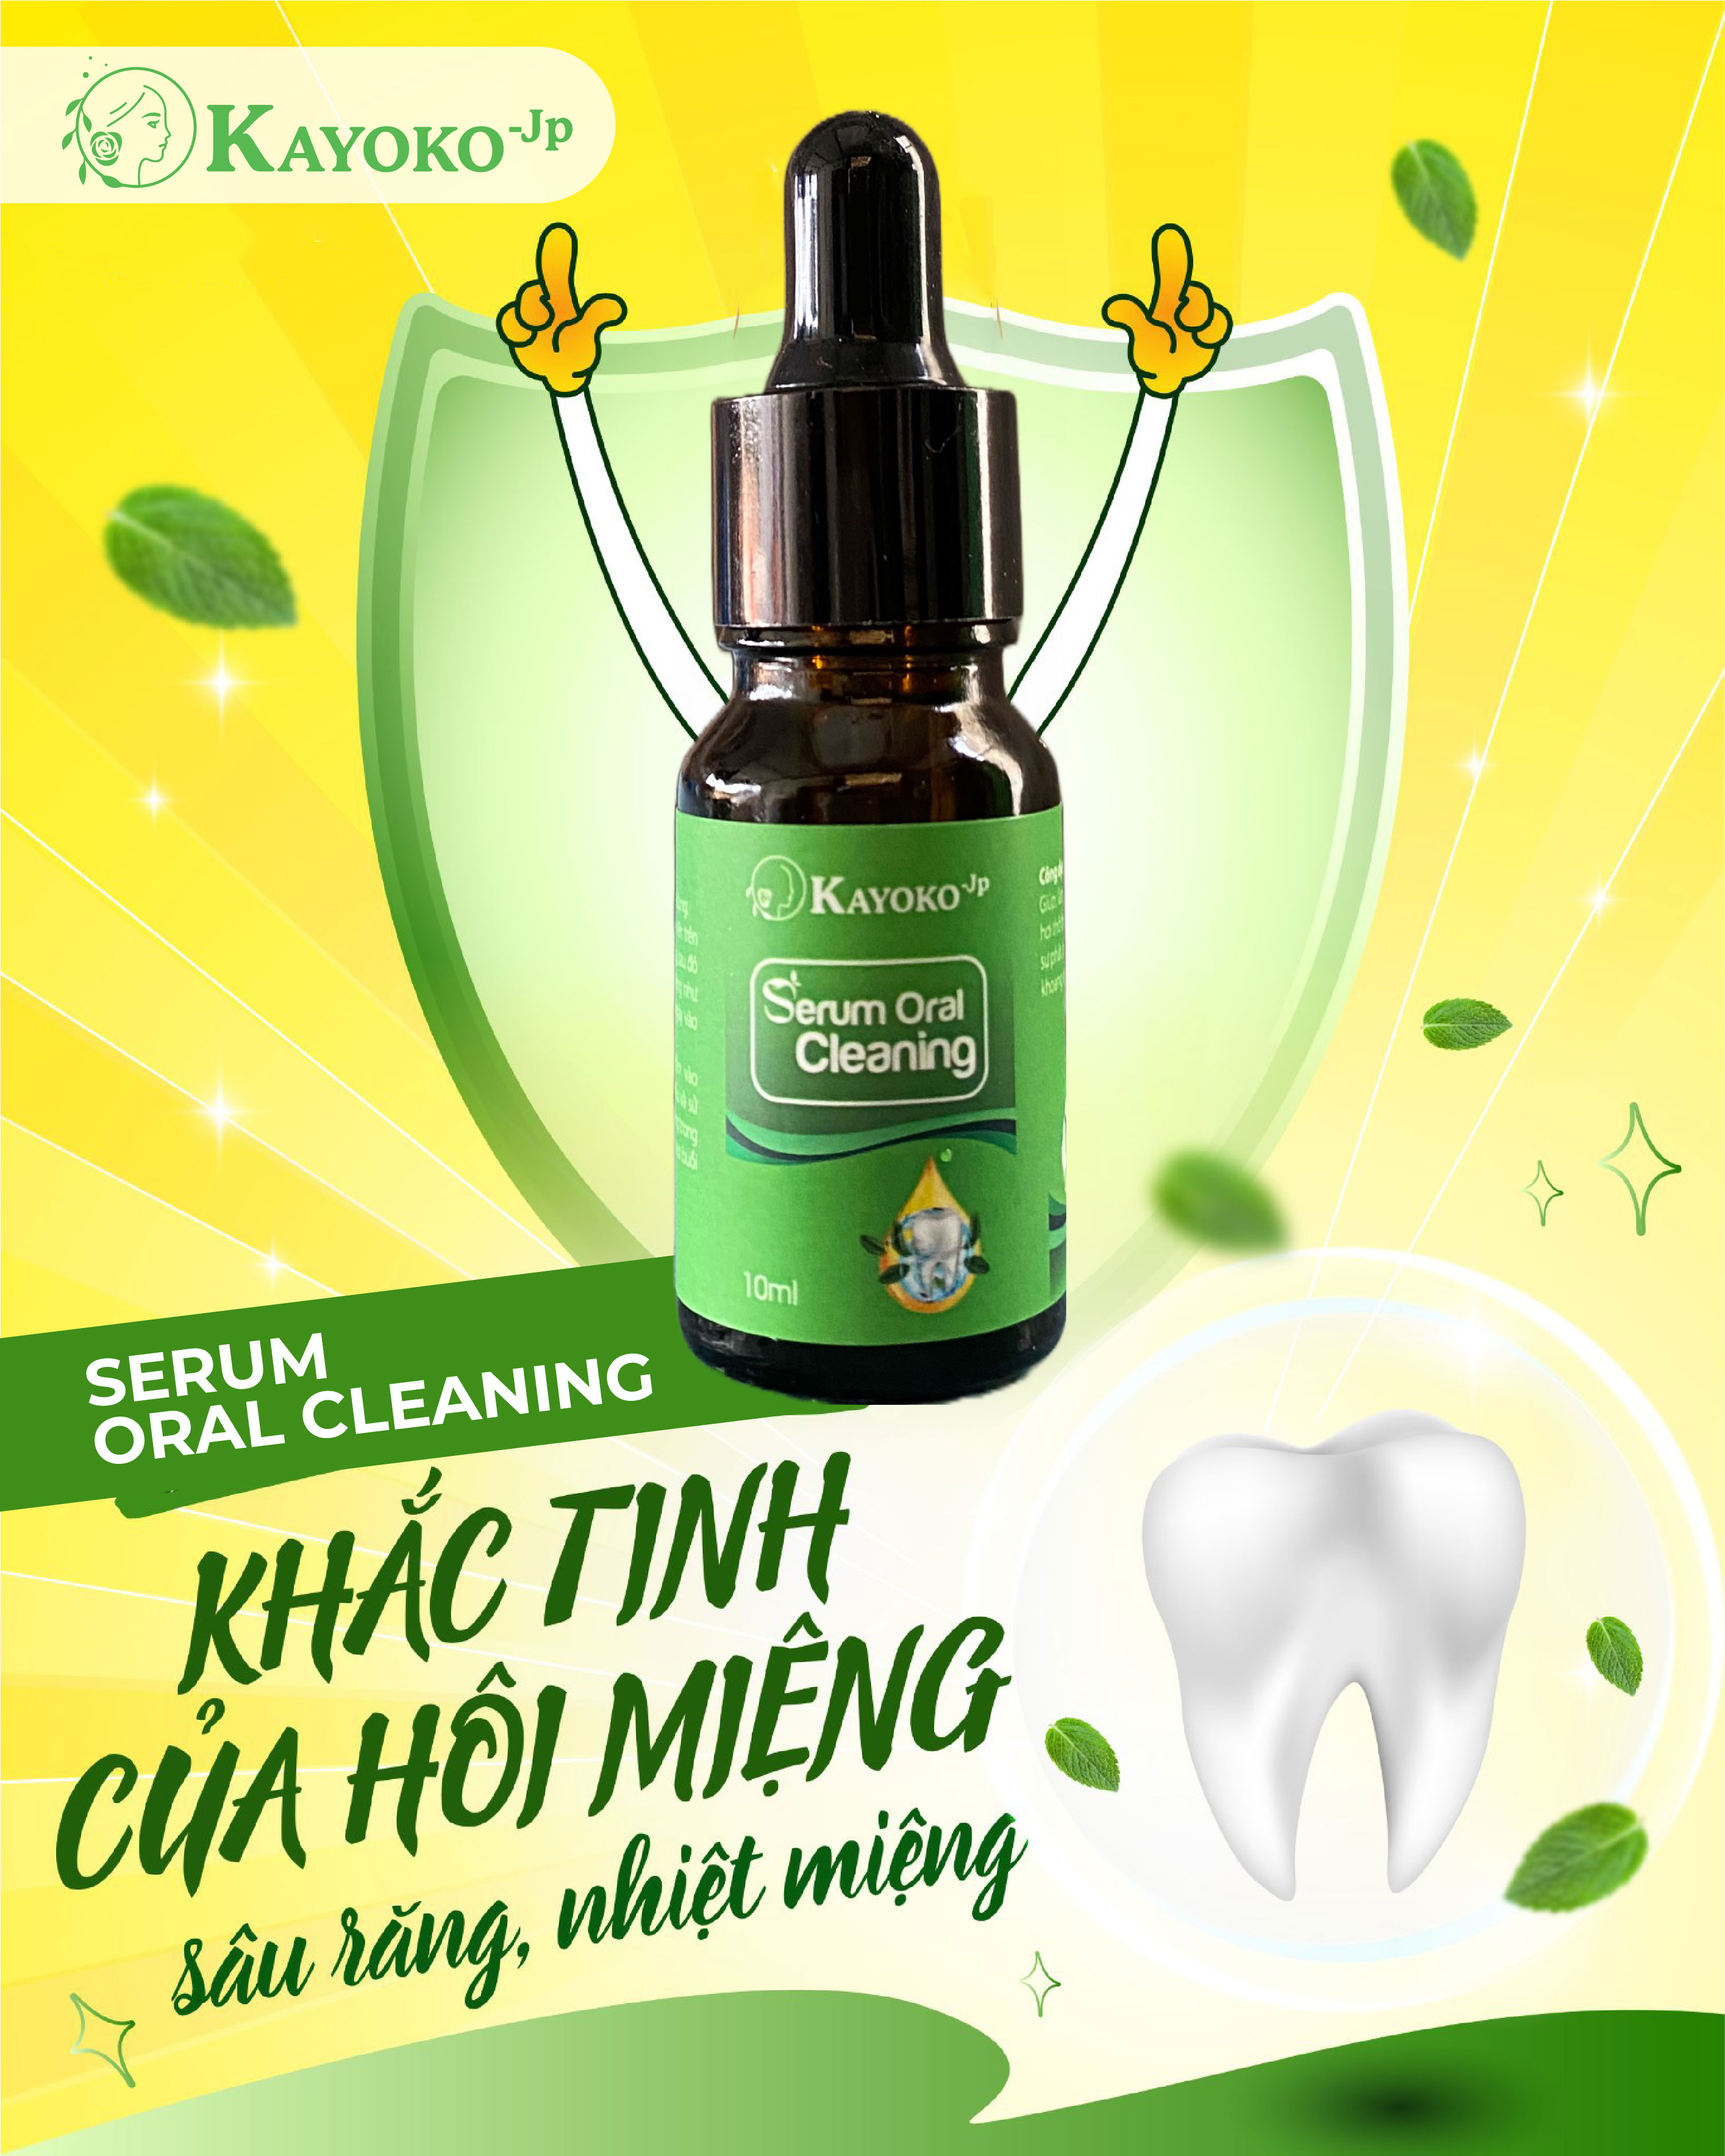 KAYOKO-Jp
KAYOKO-Jp
Serum Oral
Cleaning
10ml
SERUM
ORAL CLEANING
KHẮC TINH
CỦA HÔI MIỆNG
sâu răng, nhiệt miệng